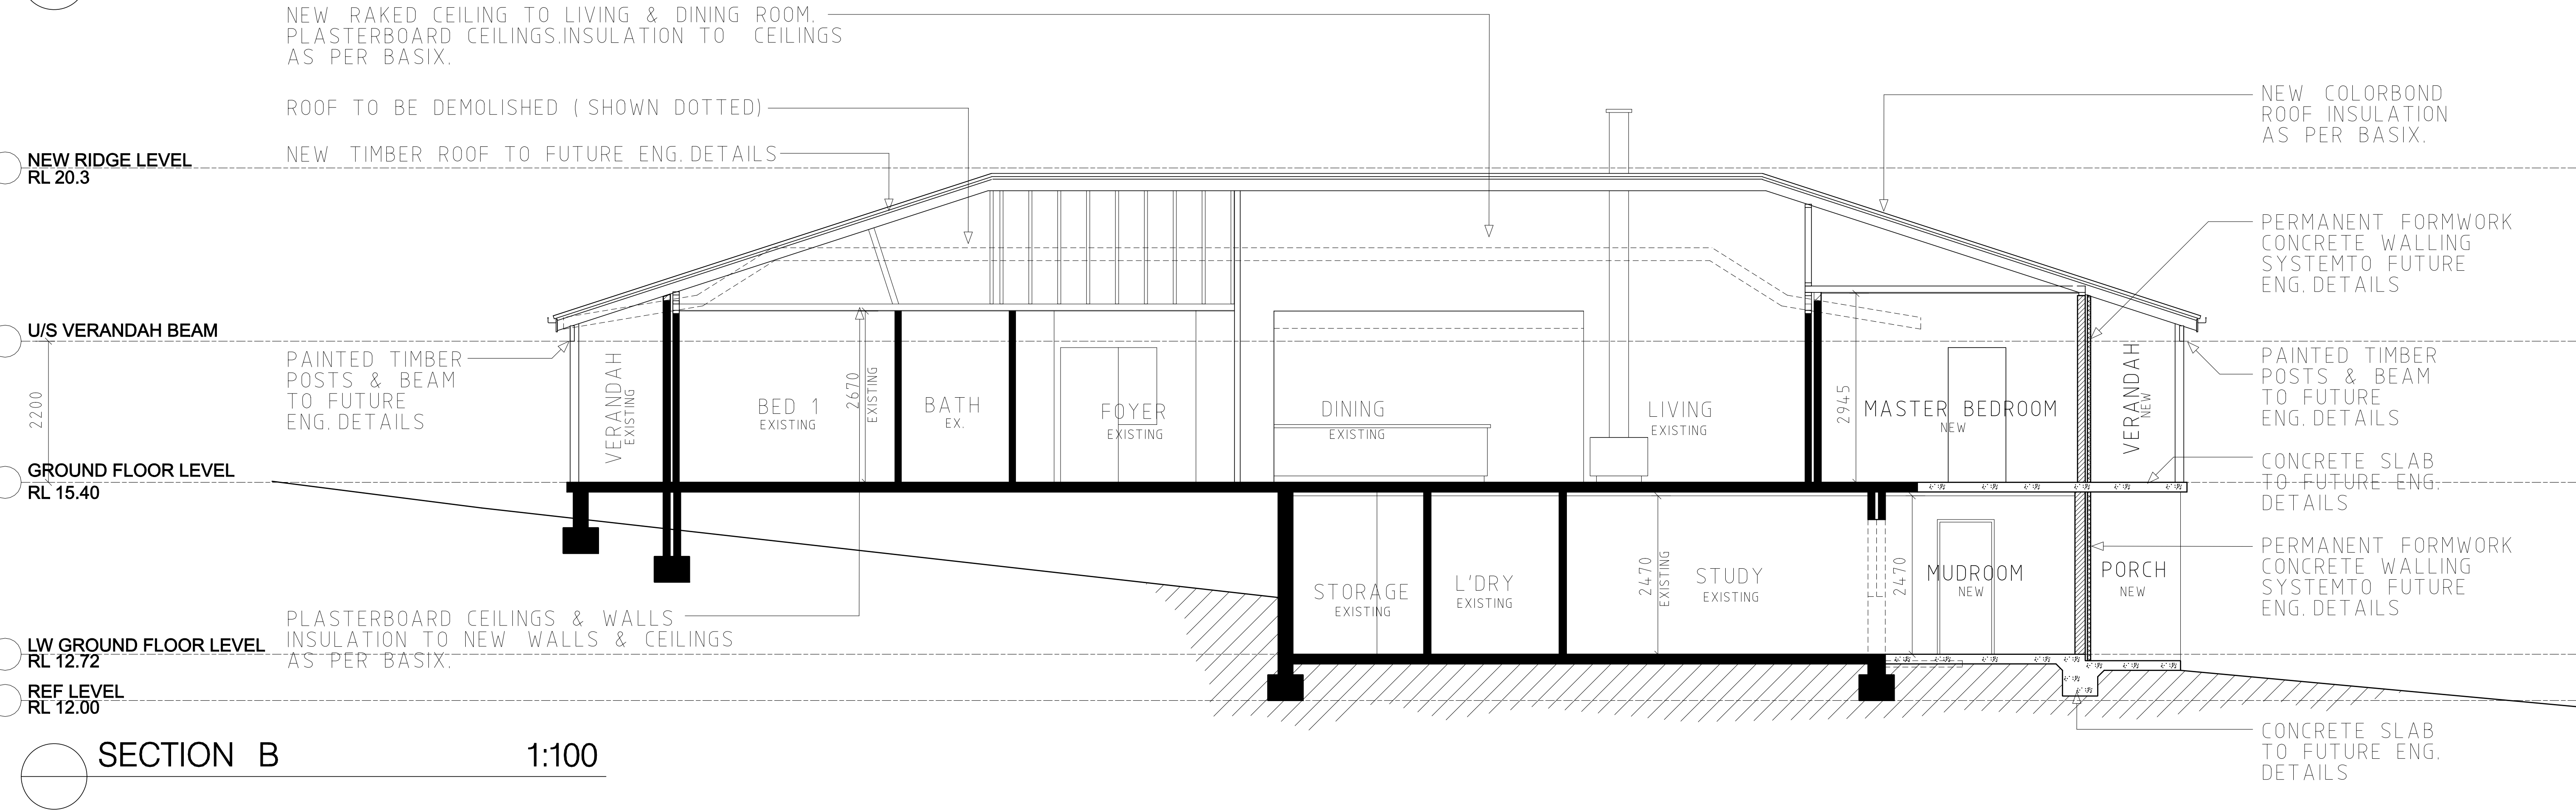 NEW RAKED CEILING TO LIVING & DINING ROOM.
PLASTERBOARD CEILINGS.INSULATION TO CEILINGS
AS PER BASIX.
ROOF TO BE DEMOLISHED (SHOWN DOTTED)
NEW TIMBER ROOF TO FUTURE ENG. DETAILS
NEW COLORBOND
ROOF INSULATION
AS PER BASIX.
NEW RIDGE LEVEL
RL 20.3
PERMANENT FORMWORK
CONCRETE WALLING
SYSTEMTO FUTURE
ENG. DETAILS
U/S VERANDAH BEAM
2200
PAINTED TIMBER
POSTS & BEAM
TO FUTURE
ENG. DETAILS
VERANDAH
EXISTING
BED 1
EXISTING
2670
EXISTING
BATH
EX.
FOYER
EXISTING
DINING
EXISTING
LIVING
EXISTING
2945
MASTER BEDROOM
NEW
VERANDAH
NEW
PAINTED TIMBER
POSTS & BEAM
TO FUTURE
ENG. DETAILS
GROUND FLOOR LEVEL
RL 15.40
CONCRETE SLAB
TO FUTURE ENG.
DETAILS
STORAGE
EXISTING
L'DRY
EXISTING
2470
EXISTING
STUDY
EXISTING
2470
MUDROOM
NEW
PORCH
NEW
PERMANENT FORMWORK
CONCRETE WALLING
SYSTEMTO FUTURE
ENG. DETAILS
PLASTERBOARD CEILINGS & WALLS
INSULATION TO NEW WALLS & CEILINGS
AS PER BASIX.
LW GROUND FLOOR LEVEL
RL 12.72
REF LEVEL
RL 12.00
CONCRETE SLAB
TO FUTURE ENG.
DETAILS
SECTION B 1:100